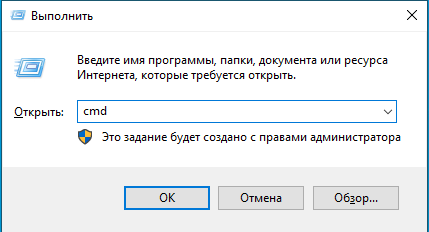 Выполнить
Введите имя программы, папки, документа или ресурса
Интернета, которые требуется открыть.
Открыть: cmd
Это задание будет создано с правами администратора
ОК Отмена Обзор...